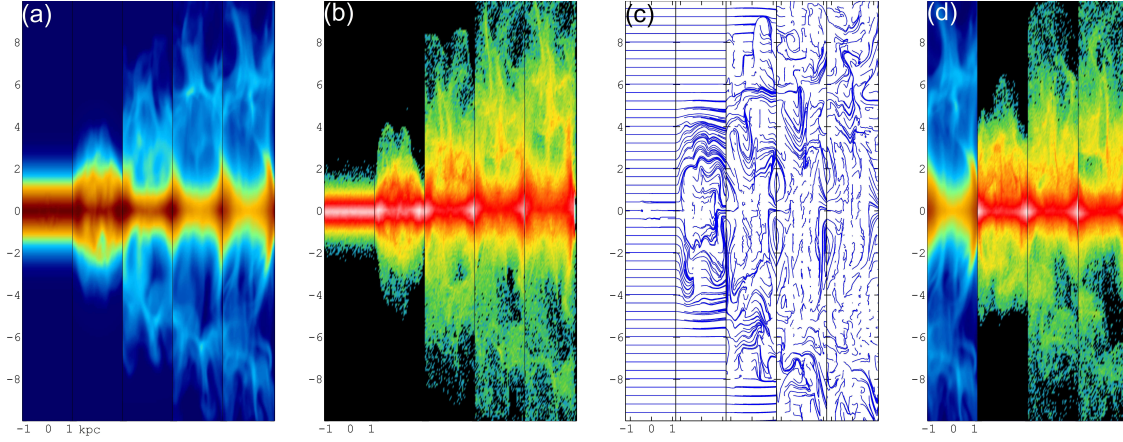 (a) (b) (c) (d)
8 8 8 8
6 6 6 6
4 4 4 4
2 2 2 2
0 0 0 0
-2 -2 -2 -2
-4 -4 -4 -4
-6 -6 -6 -6
-8 -8 -8 -8
-1 0 1 kpc -1 0 1 -1 0 1 -1 0 1